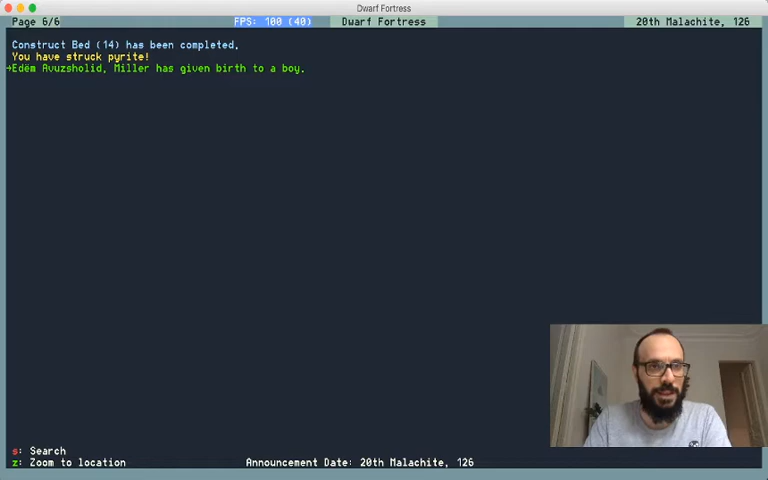 Dwarf Fortress
Page 6/6 FPS: 100 (40) Dwarf Fortress 20th Malachite, 126
Construct Bed (14) has been completed.
You have struck pyrite!
→Edëm Avuzsholid, Miller has given birth to a boy.
s: Search
z: Zoom to location Announcement Date: 20th Malachite, 126